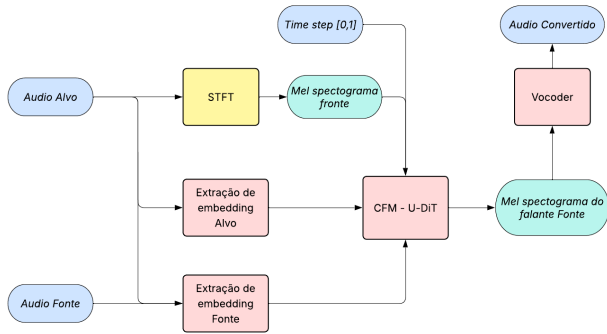 Time step [0,1]
Audio Convertido
Audio Alvo
STFT
Mel spectograma
fronte
Vocoder
Extração de
embedding
Alvo
CFM - U-DiT
Mel spectograma do
falante Fonte
Audio Fonte
Extração de
embedding
Fonte